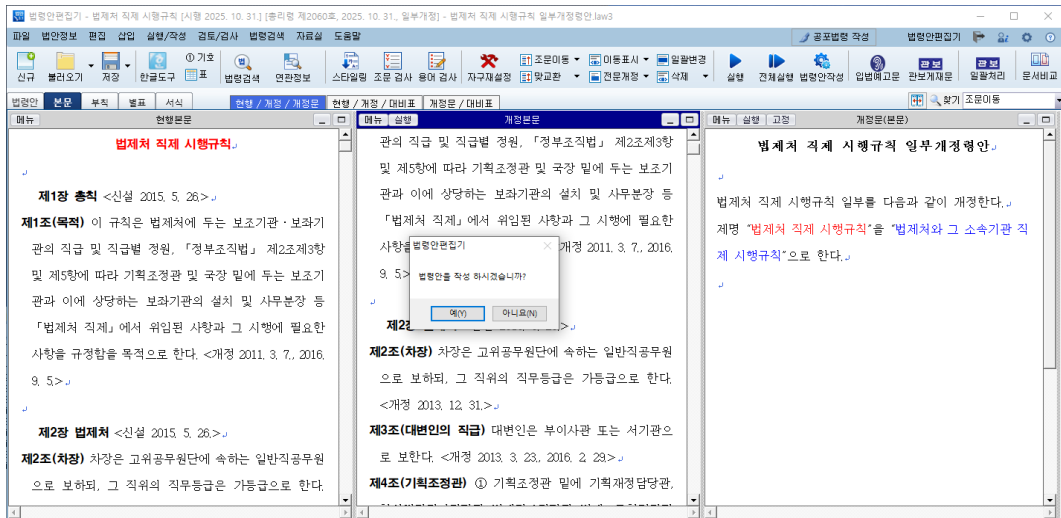 법령안편집기 - 법제처 직제 시행규칙 [시행 2025. 10. 31.] [총리령 제2060호, 2025. 10. 31., 일부개정] - 법제처 직제 시행규칙 일부개정령안.law3
파일 법안정보 편집 삽입 실행/작성 검토/검사 법령검색 자료실 도움말 공포법령 작성 법령안편집기
신규 불러오기 저장 한글도구 ①기호 표 법령검색 연관정보 스타일링 조문 검사 용어 검사 자구재설정 조문이동 맞교환 이동표시 전문개정 일괄변경 삭제 실행 전체실행 법령안작성 입법예고문 관보 관보게재문 관보 일괄처리 문서비교
법령안 본문 부칙 별표 서식 현행 / 개정 / 개정문 현행 / 개정 / 대비표 개정문 / 대비표 찾기 조문이동
메뉴 현행본문
법제처 직제 시행규칙
제1장 총칙 <신설 2015. 5. 26.>
제1조(목적) 이 규칙은 법제처에 두는 보조기관ㆍ보좌기
관의 직급 및 직급별 정원, 「정부조직법」 제2조제3항
및 제5항에 따라 기획조정관 및 국장 밑에 두는 보조기
관과 이에 상당하는 보좌기관의 설치 및 사무분장 등
「법제처 직제」에서 위임된 사항과 그 시행에 필요한
사항을 규정함을 목적으로 한다. <개정 2011. 3. 7., 2016.
9. 5.>
제2장 법제처 <신설 2015. 5. 26.>
제2조(차장) 차장은 고위공무원단에 속하는 일반직공무원
으로 보하되, 그 직위의 직무등급은 가등급으로 한다.
메뉴 실행 개정본문
관의 직급 및 직급별 정원, 「정부조직법」 제2조제3항
및 제5항에 따라 기획조정관 및 국장 밑에 두는 보조기
관과 이에 상당하는 보좌기관의 설치 및 사무분장 등
「법제처 직제」에서 위임된 사항과 그 시행에 필요한
사항을 개정 2011. 3. 7., 2016.
9. 5.>
제2장
제2조(차장) 차장은 고위공무원단에 속하는 일반직공무원
으로 보하되, 그 직위의 직무등급은 가등급으로 한다.
<개정 2013. 12. 31.>
제3조(대변인의 직급) 대변인은 부이사관 또는 서기관으
로 보한다. <개정 2013. 3. 23., 2016. 2. 29.>
제4조(기획조정관) ① 기획조정관 밑에 기획재정담당관,
법령안편집기
법령안을 작성 하시겠습니까?
예(Y) 아니요(N)
메뉴 실행 고정 개정문(본문)
법제처 직제 시행규칙 일부개정령안
법제처 직제 시행규칙 일부를 다음과 같이 개정한다.
제명 "법제처 직제 시행규칙"을 "법제처와 그 소속기관 직
제 시행규칙"으로 한다.